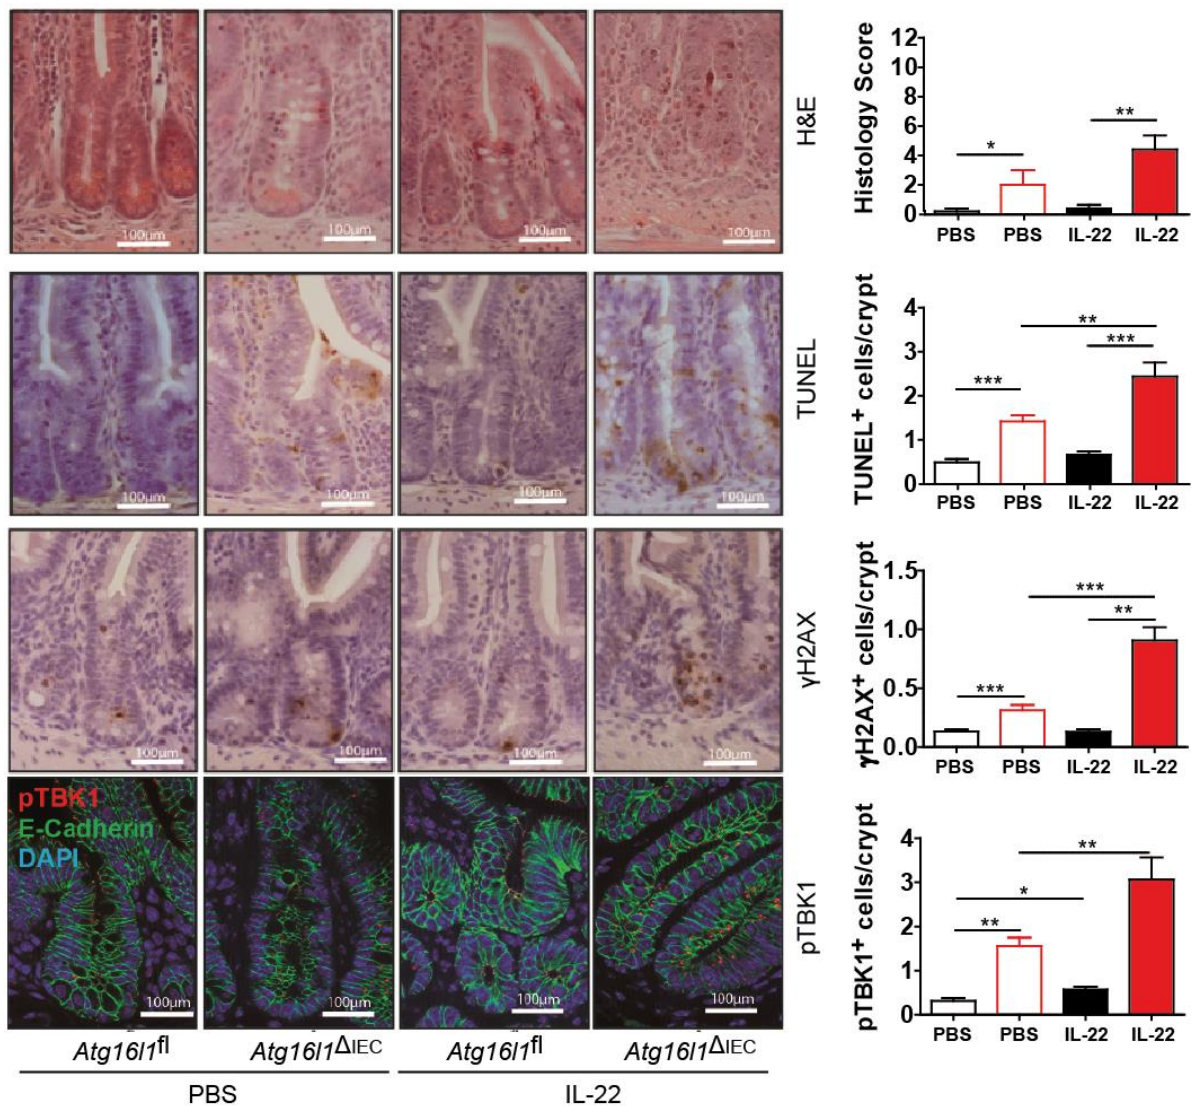 100µm
100µm
100µm
100µm
H&E
Histology Score
12
10
8
6
4
2
0
*
**
PBS
PBS
IL-22
IL-22
100µm
100µm
100µm
100µm
TUNEL
TUNEL+ cells/crypt
4
3
2
1
0
***
**
***
PBS
PBS
IL-22
IL-22
100µm
100µm
100µm
100µm
γH2AX
γH2AX+ cells/crypt
1.5
1.0
0.5
0.0
***
***
**
PBS
PBS
IL-22
IL-22
pTBK1
E-Cadherin
DAPI
100µm
100µm
100µm
100µm
pTBK1
pTBK1+ cells/crypt
4
3
2
1
0
**
*
**
PBS
PBS
IL-22
IL-22
Atg16l1fl
Atg16l1ΔIEC
Atg16l1fl
Atg16l1ΔIEC
PBS
IL-22